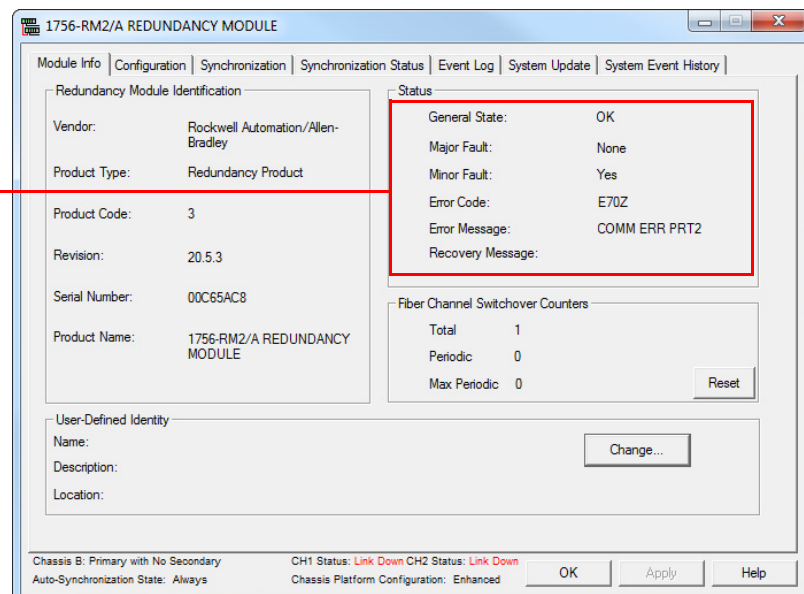 1756-RM2/A REDUNDANCY MODULE
Module Info Configuration Synchronization Synchronization Status Event Log System Update System Event History
Redundancy Module Identification
Vendor: Rockwell Automation/Allen-
Bradley
Product Type: Redundancy Product
Product Code: 3
Revision: 20.5.3
Serial Number: 00C65AC8
Product Name: 1756-RM2/A REDUNDANCY
MODULE
Status
General State: OK
Major Fault: None
Minor Fault: Yes
Error Code: E70Z
Error Message: COMM ERR PRT2
Recovery Message:
Fiber Channel Switchover Counters
Total 1
Periodic 0
Max Periodic 0
Reset
User-Defined Identity
Name:
Description:
Location:
Change...
Chassis B: Primary with No Secondary
Auto-Synchronization State: Always
CH1 Status: Link Down CH2 Status: Link Down
Chassis Platform Configuration: Enhanced
OK Apply Help